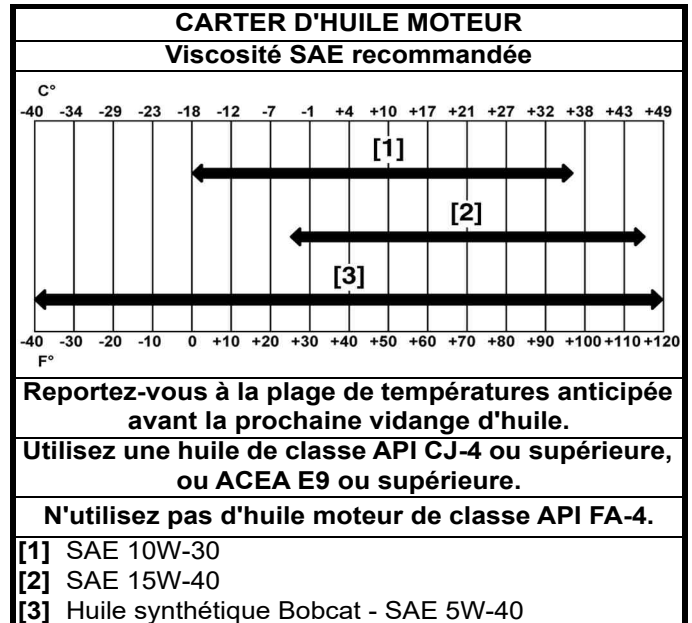 CARTER D'HUILE MOTEUR
Viscosité SAE recommandée
C°
-40 -34 -29 -23 -18 -12 -7 -1 +4 +10 +17 +21 +27 +32 +38 +43 +49
[1]
[2]
[3]
-40 -30 -20 -10 0 +10 +20 +30 +40 +50 +60 +70 +80 +90 +100 +110 +120
F°
Reportez-vous à la plage de températures anticipée
avant la prochaine vidange d'huile.
Utilisez une huile de classe API CJ-4 ou supérieure,
ou ACEA E9 ou supérieure.
N'utilisez pas d'huile moteur de classe API FA-4.
[1] SAE 10W-30
[2] SAE 15W-40
[3] Huile synthétique Bobcat - SAE 5W-40